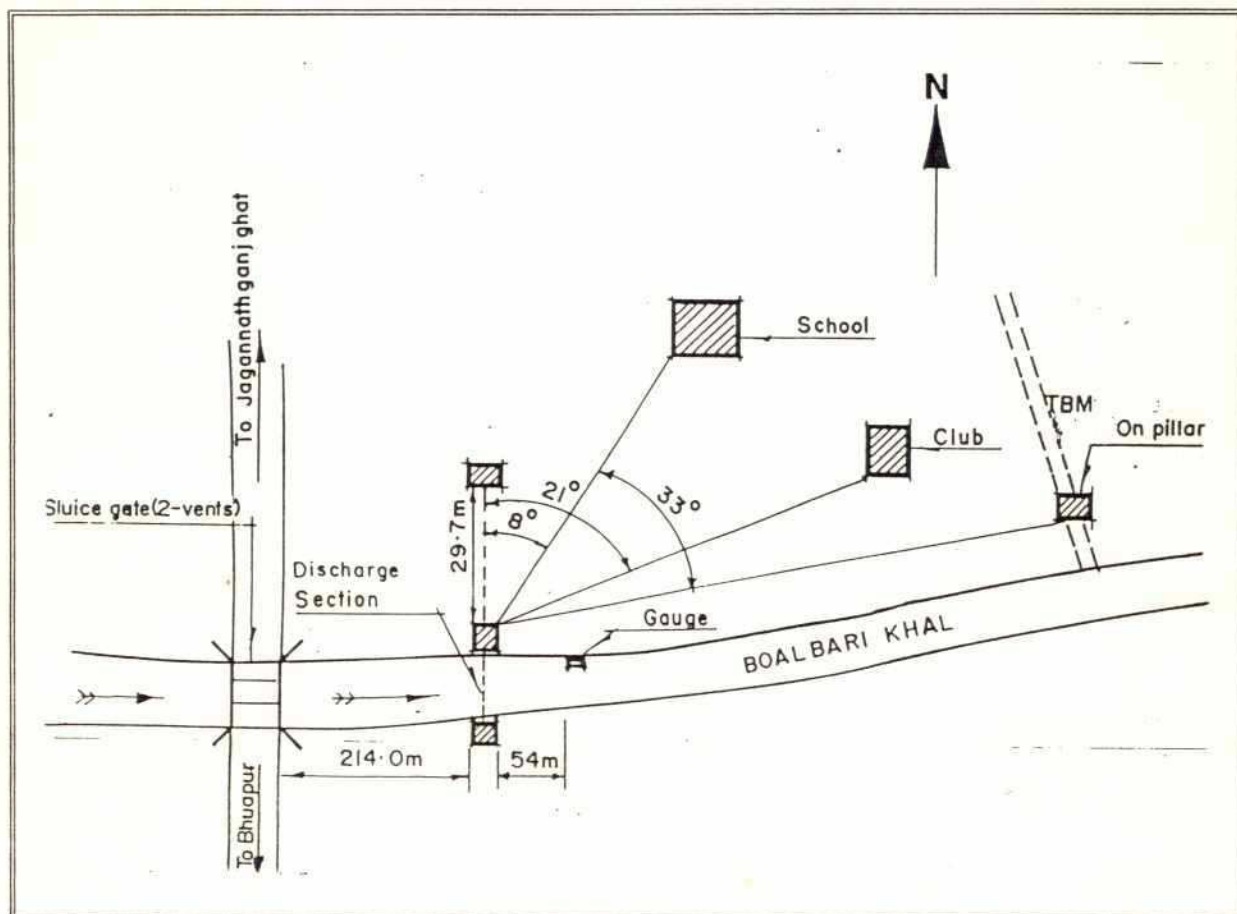 N
To Jagannathganjghat
School
TBM
On pillar
Club
21°
33°
8°
29.7m
Sluice gate(2-vents)
Discharge
Section
Gauge
BOALBARI KHAL
214.0m
54m
To Bhuapur